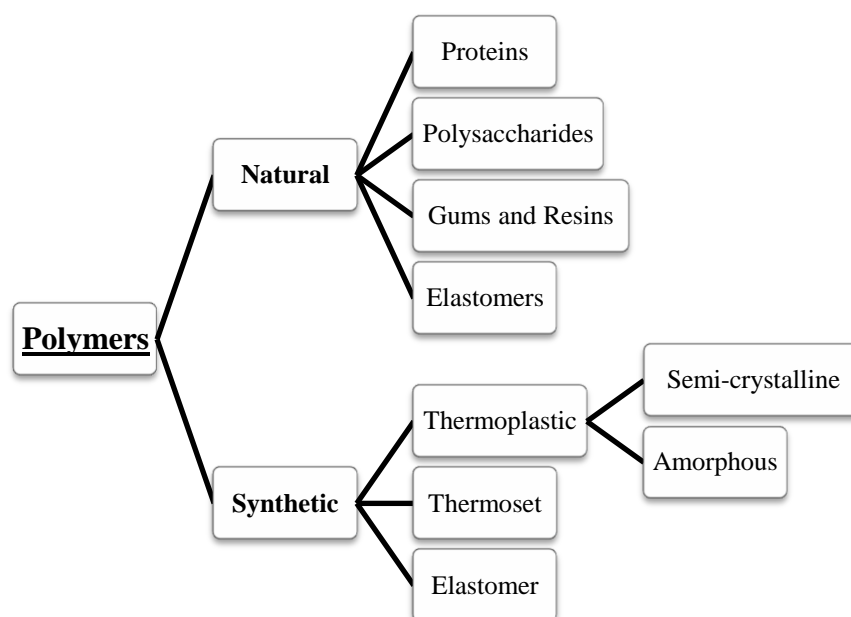 Polymers
Natural
Proteins
Polysaccharides
Gums and Resins
Elastomers
Synthetic
Thermoplastic
Semi-crystalline
Amorphous
Thermoset
Elastomer